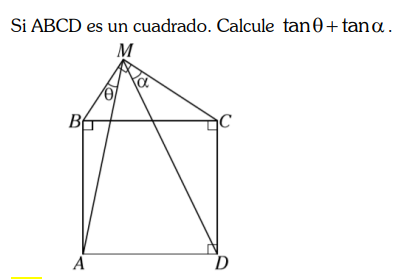 Si ABCD es un cuadrado. Calcule tanθ + tanα.
M
θ α
B C
A D